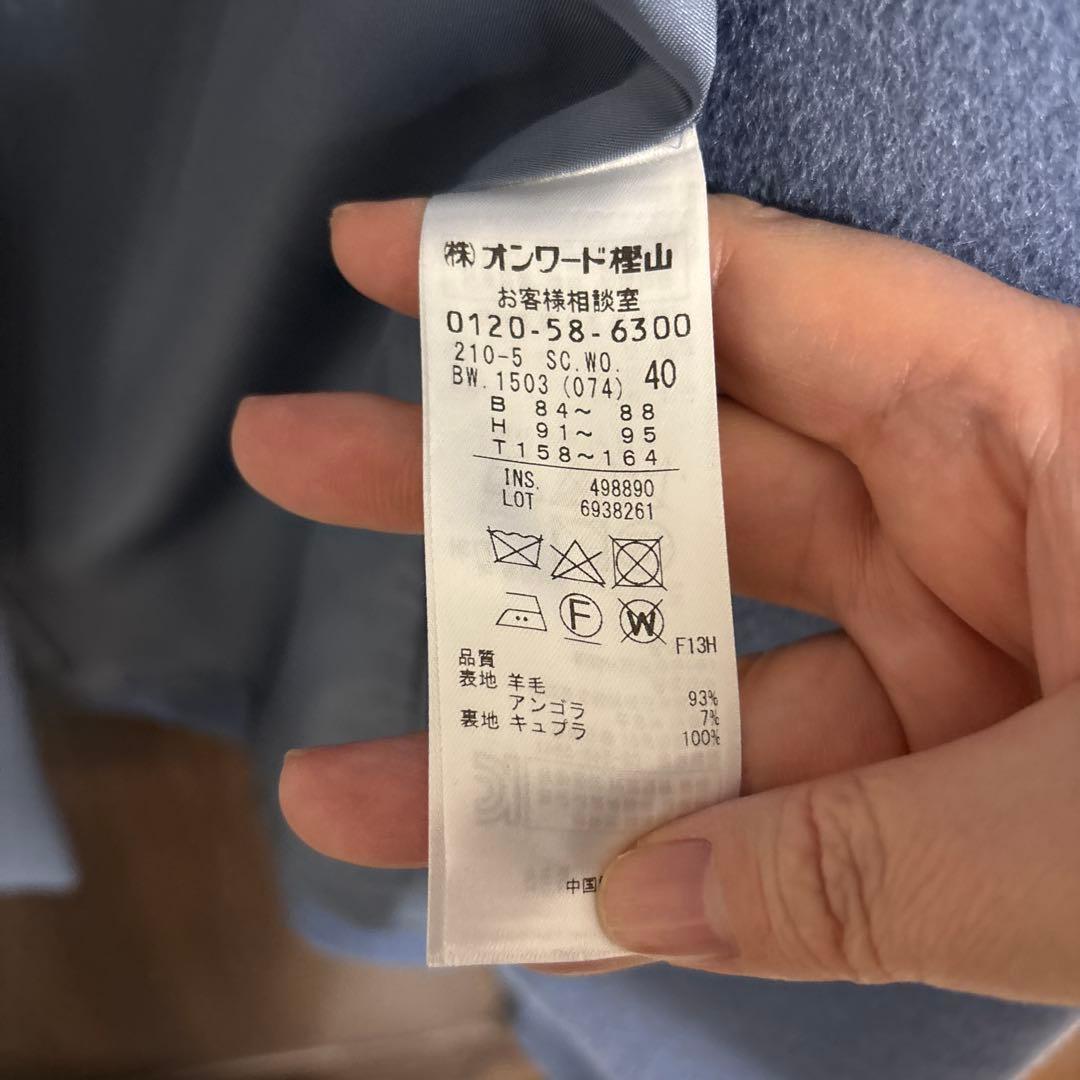 ㈱オンワード樫山
お客様相談室
0120-58-6300
210-5 SC.WO.
BW.1503 (074) 40
B 84～ 88
H 91～ 95
T158～164
INS. 498890
LOT 6938261
F
W
F13H
品質
表地 羊毛 93%
アンゴラ 7%
裏地 キュプラ 100%
中国